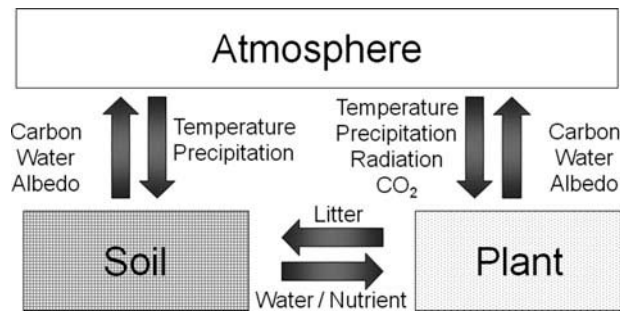 Atmosphere
Carbon
Water
Albedo
Temperature
Precipitation
Temperature
Precipitation
Radiation
CO₂
Carbon
Water
Albedo
Soil
Litter
Water / Nutrient
Plant